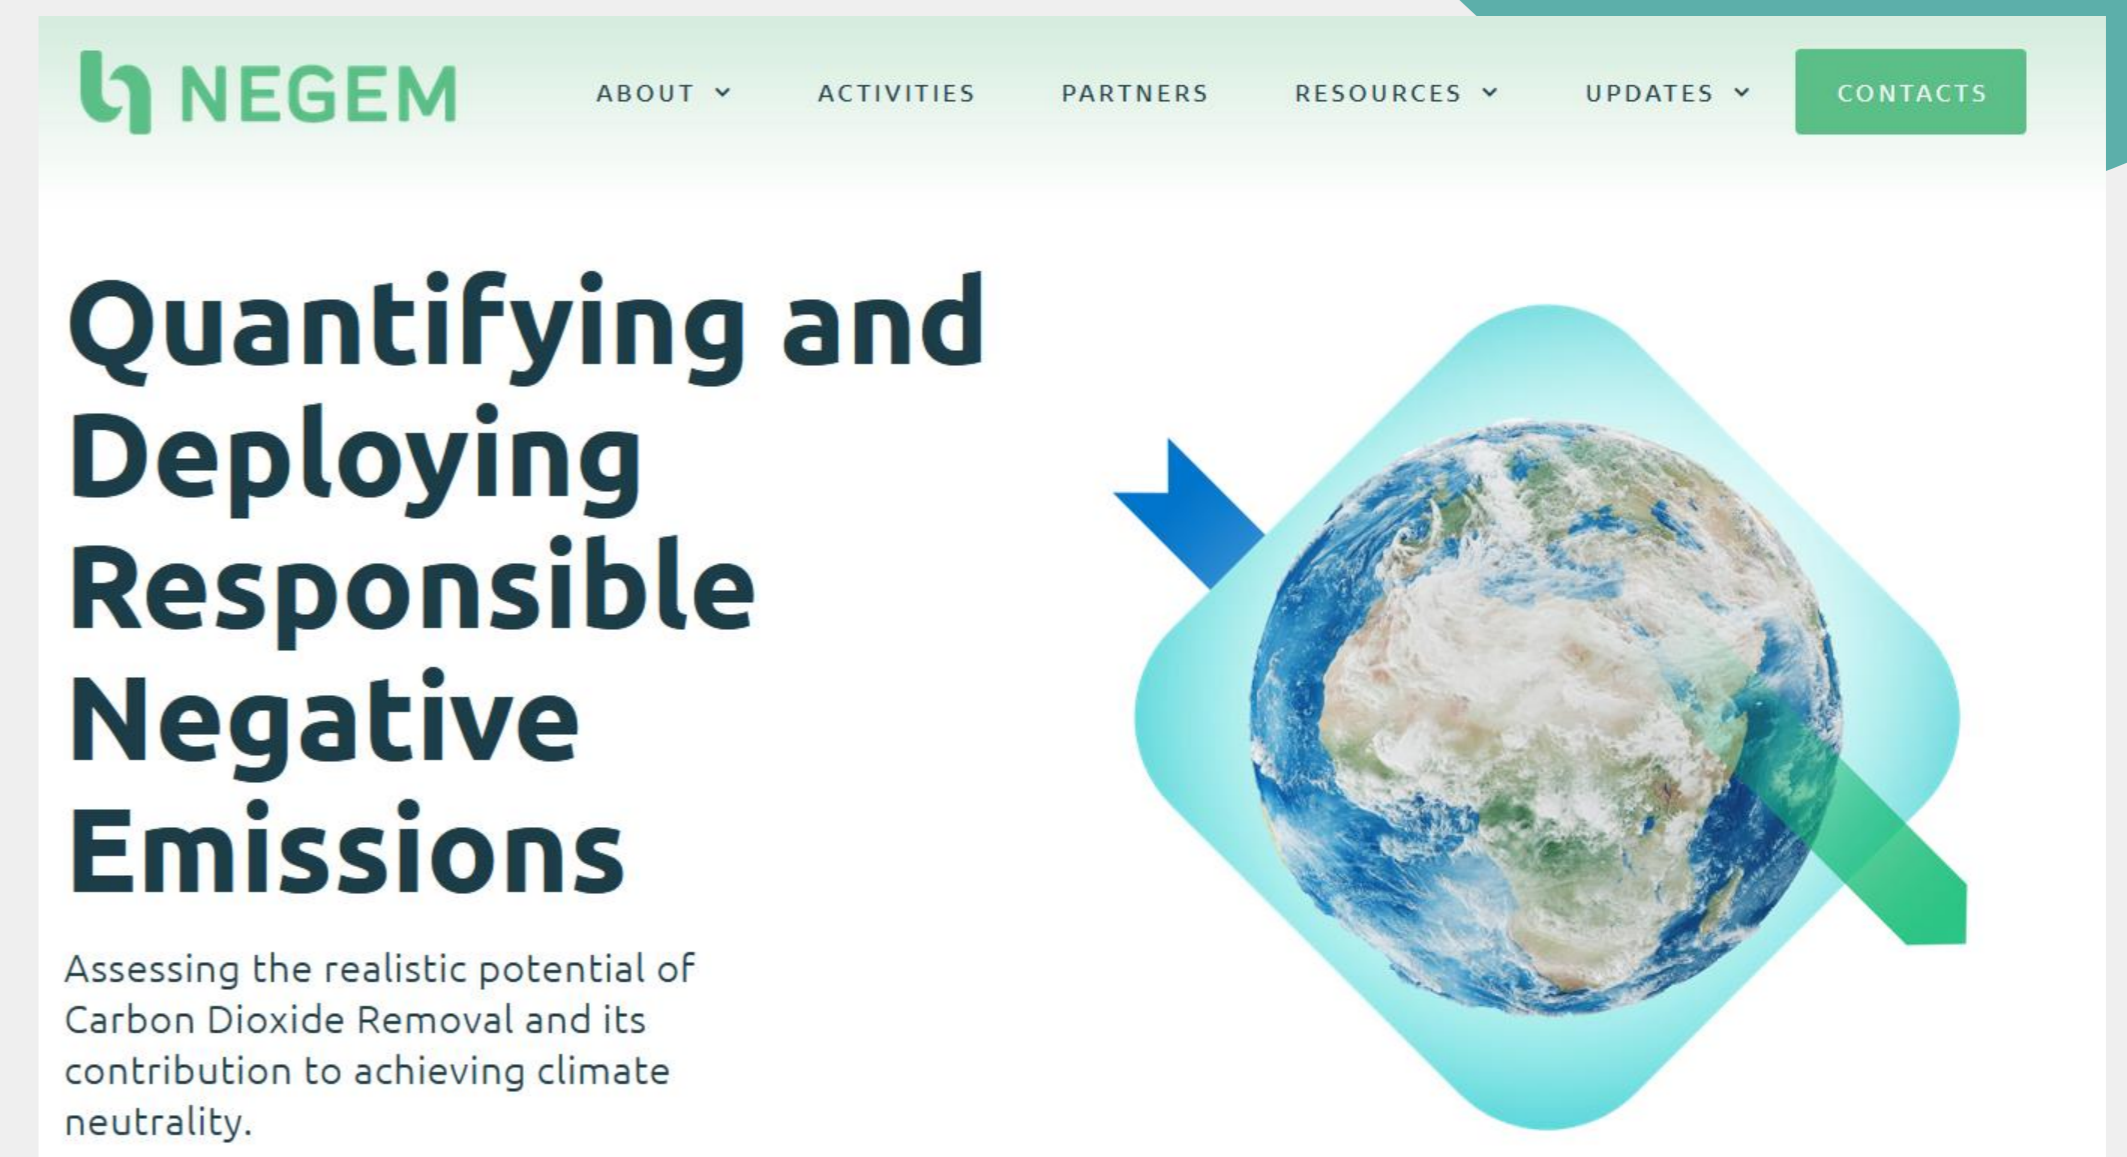 NEGEM
ABOUT
ACTIVITIES
PARTNERS
RESOURCES
UPDATES
CONTACTS
Quantifying and
Deploying
Responsible
Negative
Emissions
Assessing the realistic potential of
Carbon Dioxide Removal and its
contribution to achieving climate
neutrality.